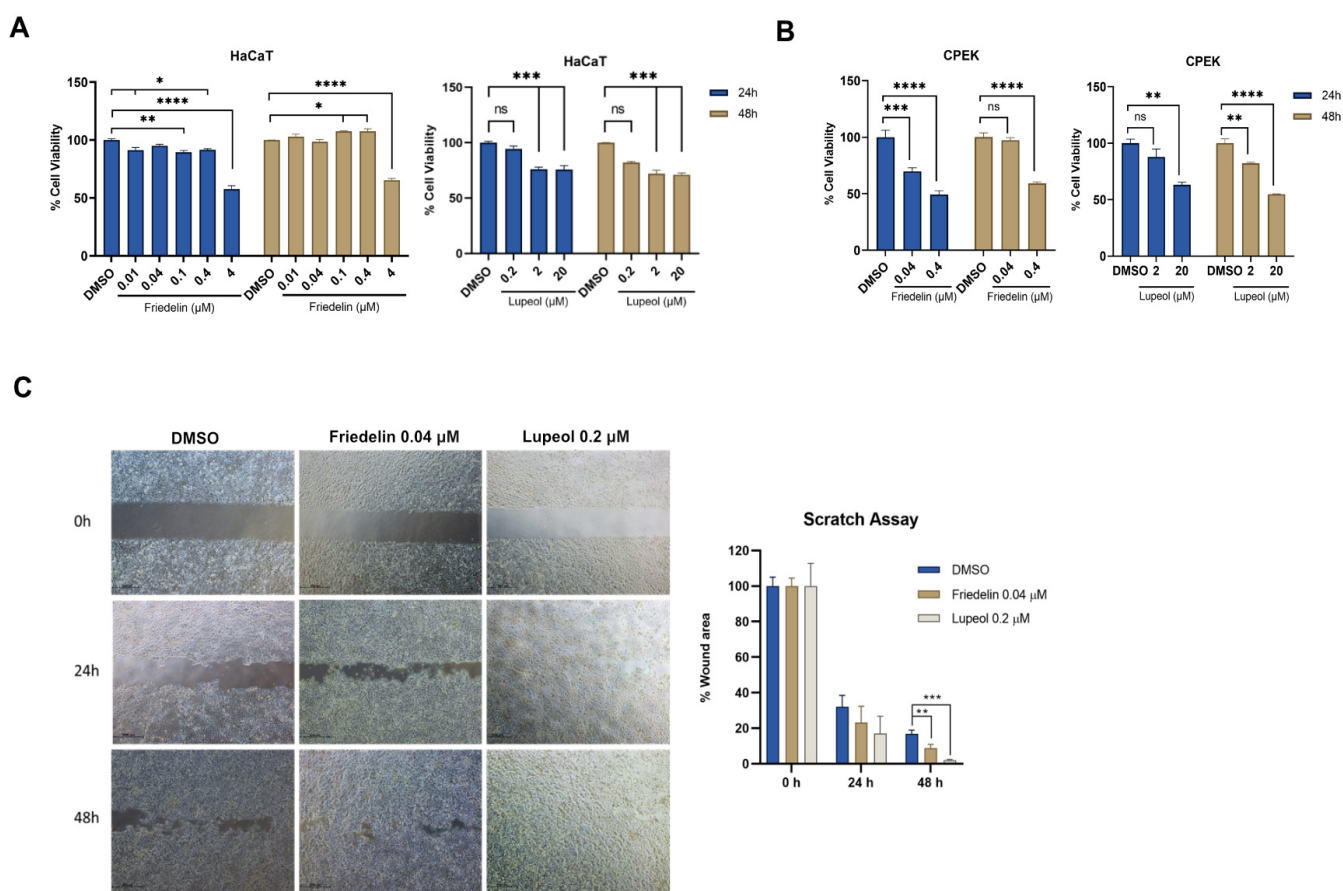 A
HaCaT
% Cell Viability
150
100
50
0
*
****
**
****
*
DMSO 0.01 0.04 0.1 0.4 4 DMSO 0.01 0.04 0.1 0.4 4
Friedelin (µM) Friedelin (µM)
HaCaT
% Cell Viability
150
100
50
0
*** ***
ns ns
24h
48h
DMSO 0.2 2 20 DMSO 0.2 2 20
Lupeol (µM) Lupeol (µM)
B
CPEK
% Cell Viability
150
100
50
0
**** ****
*** ns
DMSO 0.04 0.4 DMSO 0.04 0.4
Friedelin (µM) Friedelin (µM)
CPEK
% Cell Viability
150
100
50
0
** ****
ns **
24h
48h
DMSO 2 20 DMSO 2 20
Lupeol (µM) Lupeol (µM)
C
DMSO Friedelin 0.04 µM Lupeol 0.2 µM
0h
24h
48h
Scratch Assay
% Wound area
120
100
80
60
40
20
0
DMSO
Friedelin 0.04 µM
Lupeol 0.2 µM
***
**
0 h 24 h 48 h